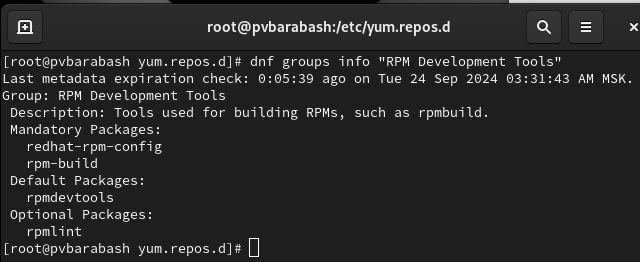 root@pvbarabash:/etc/yum.repos.d
[root@pvbarabash yum.repos.d]# dnf groups info "RPM Development Tools"
Last metadata expiration check: 0:05:39 ago on Tue 24 Sep 2024 03:31:43 AM MSK.
Group: RPM Development Tools
 Description: Tools used for building RPMs, such as rpmbuild.
 Mandatory Packages:
   redhat-rpm-config
   rpm-build
 Default Packages:
   rpmdevtools
 Optional Packages:
   rpmlint
[root@pvbarabash yum.repos.d]#